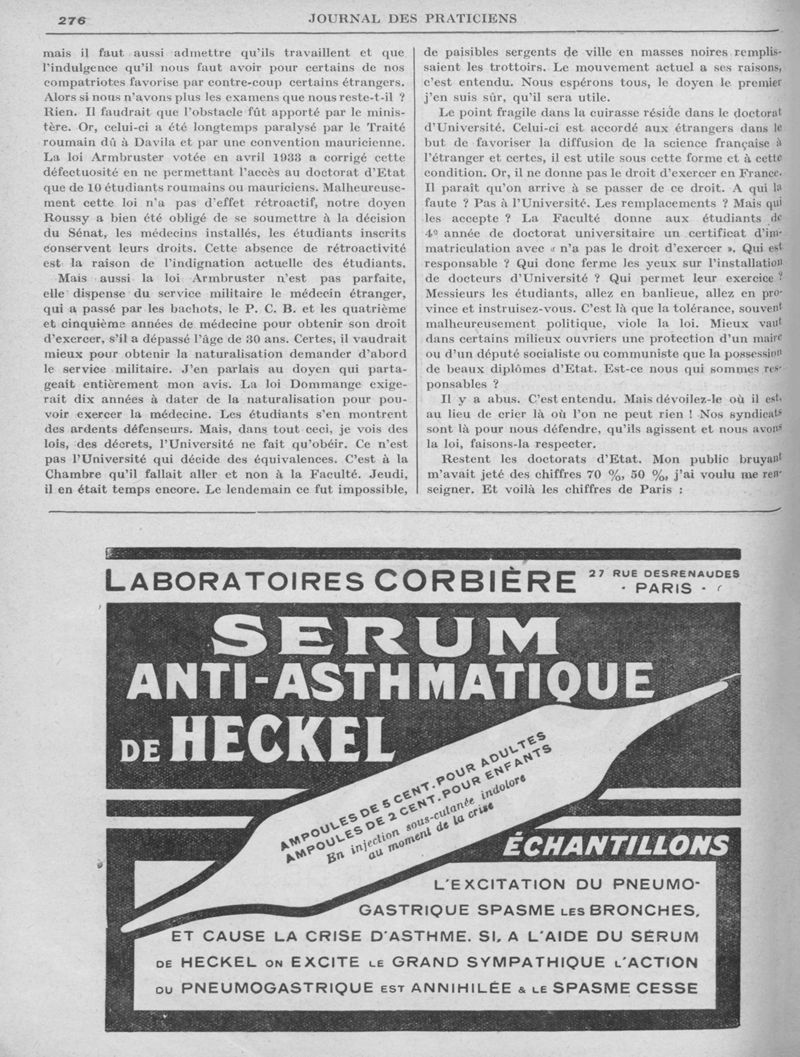 276
JOURNAL DES PRATICIENS
mais il faut aussi admettre qu'ils travaillent et que
l'indulgence qu'il nous faut avoir pour certains de nos
compatriotes favorise par contre-coup certains étrangers.
Alors si nous n'avons plus les examens que nous reste-t-il ?
Rien. Il faudrait que l'obstacle fût apporté par le minis-
tère. Or, celui-ci a été longtemps paralysé par le Traité
roumain dû à Davila et par une convention mauricienne.
La loi Armbruster votée en avril 1933 a corrigé cette
défectuosité en ne permettant l'accès au doctorat d'Etat
que de 10 étudiants roumains ou mauriciens. Malheureuse-
ment cette loi n'a pas d'effet rétroactif, notre doyen
Roussy a bien été obligé de se soumettre à la décision
du Sénat, les médecins installés, les étudiants inscrits
conservent leurs droits. Cette absence de rétroactivité
est la raison de l'indignation actuelle des étudiants.
Mais aussi la loi Armbruster n'est pas parfaite,
elle dispense du service militaire le médecin étranger,
qui a passé par les bachots, le P. C. B. et les quatrième
et cinquième années de médecine pour obtenir son droit
d'exercer, s'il a dépassé l'âge de 30 ans. Certes, il vaudrait
mieux pour obtenir la naturalisation demander d'abord
le service militaire. J'en parlais au doyen qui parta-
geait entièrement mon avis. La loi Dommange exige-
rait dix années à dater de la naturalisation pour pou-
voir exercer la médecine. Les étudiants s'en montrent
des ardents défenseurs. Mais, dans tout ceci, je vois des
lois, des décrets, l'Université ne fait qu'obéir. Ce n'est
pas l'Université qui décide des équivalences. C'est à la
Chambre qu'il fallait aller et non à la Faculté. Jeudi,
il en était temps encore. Le lendemain ce fut impossible,
de paisibles sergents de ville en masses noires remplis-
saient les trottoirs. Le mouvement actuel a ses raisons,
c'est entendu. Nous espérons tous, le doyen le premier
j'en suis sûr, qu'il sera utile.
Le point fragile dans la cuirasse réside dans le doctorat
d'Université. Celui-ci est accordé aux étrangers dans le
but de favoriser la diffusion de la science française à
l'étranger et certes, il est utile sous cette forme et à cette
condition. Or, il ne donne pas le droit d'exercer en France.
Il paraît qu'on arrive à se passer de ce droit. A qui la
faute ? Pas à l'Université. Les remplacements ? Mais qui
les accepte ? La Faculté donne aux étudiants de
4e année de doctorat universitaire un certificat d'im-
matriculation avec « n'a pas le droit d'exercer ». Qui est
responsable ? Qui donc ferme les yeux sur l'installation
de docteurs d'Université ? Qui permet leur exercice ?
Messieurs les étudiants, allez en banlieue, allez en pro-
vince et instruisez-vous. C'est là que la tolérance, souvent
malheureusement politique, viole la loi. Mieux vaut
dans certains milieux ouvriers une protection d'un maire
ou d'un député socialiste ou communiste que la possession
de beaux diplômes d'Etat. Est-ce nous qui sommes res-
ponsables ?
Il y a abus. C'est entendu. Mais dévoilez-le où il est,
au lieu de crier là où l'on ne peut rien ! Nos syndicats
sont là pour nous défendre, qu'ils agissent et nous avons
la loi, faisons-la respecter.
Restent les doctorats d'Etat. Mon public bruyant
m'avait jeté des chiffres 70 %, 50 %, j'ai voulu me ren-
seigner. Et voilà les chiffres de Paris :
LABORATOIRES CORBIÈRE 27 RUE DESRENAUDES
- PARIS -
SERUM
ANTI-ASTHMATIQUE
DE HECKEL
AMPOULES DE 5 CENT. POUR ADULTES
AMPOULES DE 2 CENT. POUR ENFANTS
En injection sous-cutanée indolore
au moment de la crise
ÉCHANTILLONS
L'EXCITATION DU PNEUMO-
GASTRIQUE SPASME LES BRONCHES,
ET CAUSE LA CRISE D'ASTHME. SI, A L'AIDE DU SÉRUM
DE HECKEL ON EXCITE LE GRAND SYMPATHIQUE L'ACTION
DU PNEUMOGASTRIQUE EST ANNIHILÉE & LE SPASME CESSE